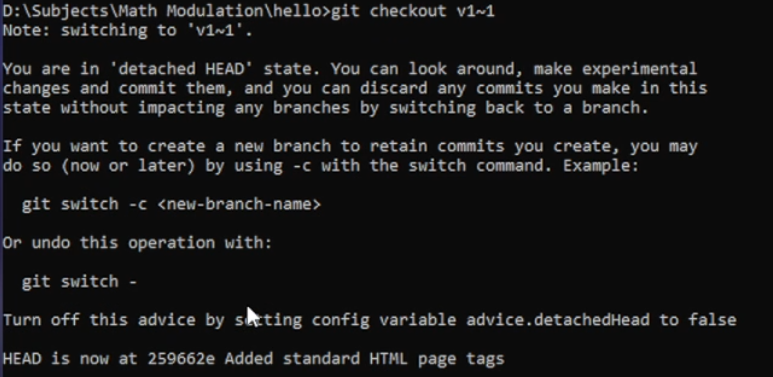 D:\Subjects\Math Modulation\hello>git checkout v1~1
Note: switching to 'v1~1'.
You are in 'detached HEAD' state. You can look around, make experimental
changes and commit them, and you can discard any commits you make in this
state without impacting any branches by switching back to a branch.
If you want to create a new branch to retain commits you create, you may
do so (now or later) by using -c with the switch command. Example:
git switch -c <new-branch-name>
Or undo this operation with:
git switch -
Turn off this advice by setting config variable advice.detachedHead to false
HEAD is now at 259662e Added standard HTML page tags